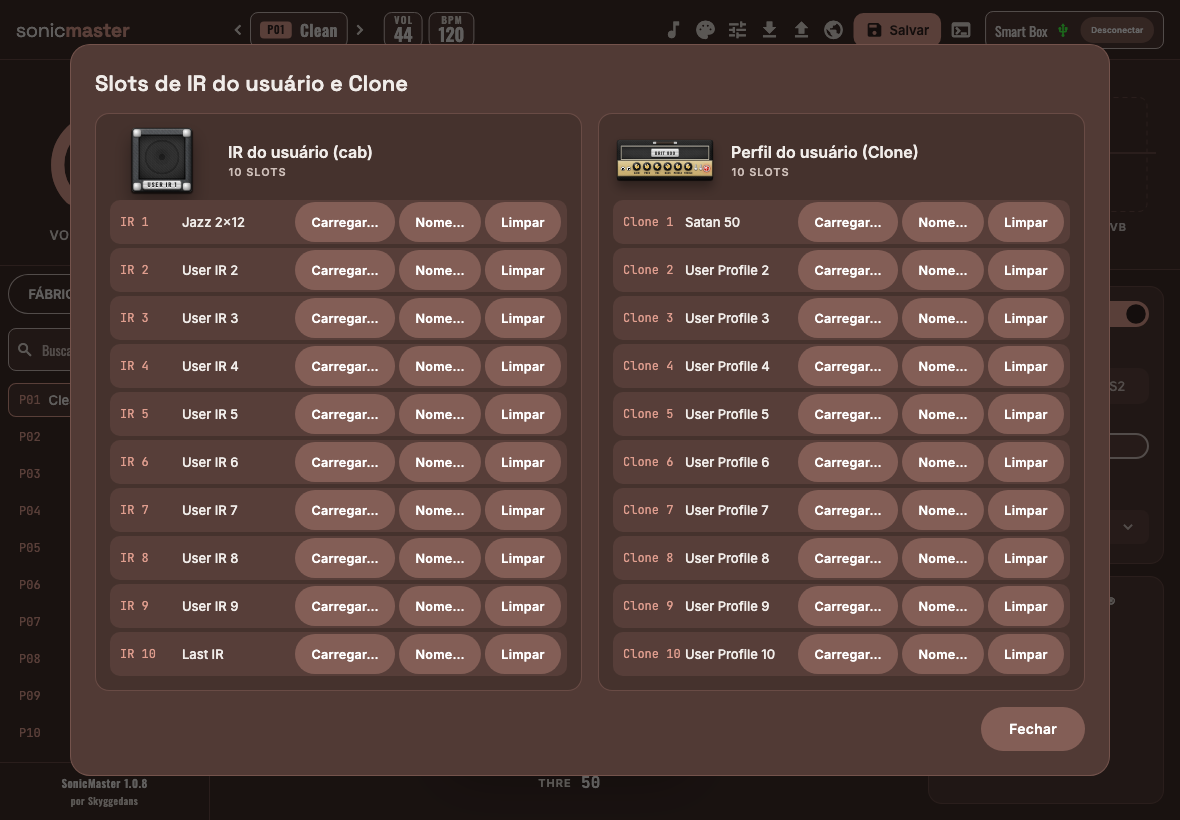 sonicmaster
P01 Clean
VOL
44
BPM
120
Salvar
Smart Box
Desconectar
Slots de IR do usuário e Clone
IR do usuário (cab)
10 SLOTS
USER IR 1
IR 1 Jazz 2×12 Carregar... Nome... Limpar
IR 2 User IR 2 Carregar... Nome... Limpar
IR 3 User IR 3 Carregar... Nome... Limpar
IR 4 User IR 4 Carregar... Nome... Limpar
IR 5 User IR 5 Carregar... Nome... Limpar
IR 6 User IR 6 Carregar... Nome... Limpar
IR 7 User IR 7 Carregar... Nome... Limpar
IR 8 User IR 8 Carregar... Nome... Limpar
IR 9 User IR 9 Carregar... Nome... Limpar
IR 10 Last IR Carregar... Nome... Limpar
Perfil do usuário (Clone)
10 SLOTS
Clone 1 Satan 50 Carregar... Nome... Limpar
Clone 2 User Profile 2 Carregar... Nome... Limpar
Clone 3 User Profile 3 Carregar... Nome... Limpar
Clone 4 User Profile 4 Carregar... Nome... Limpar
Clone 5 User Profile 5 Carregar... Nome... Limpar
Clone 6 User Profile 6 Carregar... Nome... Limpar
Clone 7 User Profile 7 Carregar... Nome... Limpar
Clone 8 User Profile 8 Carregar... Nome... Limpar
Clone 9 User Profile 9 Carregar... Nome... Limpar
Clone 10 User Profile 10 Carregar... Nome... Limpar
Fechar
VO
VB
FÁBRIC
Busca
S2
P01 Cle
P02
P03
P04
P05
P06
P07
P08
P09
P10
SonicMaster 1.0.8
por Skyggedans
THRE 50